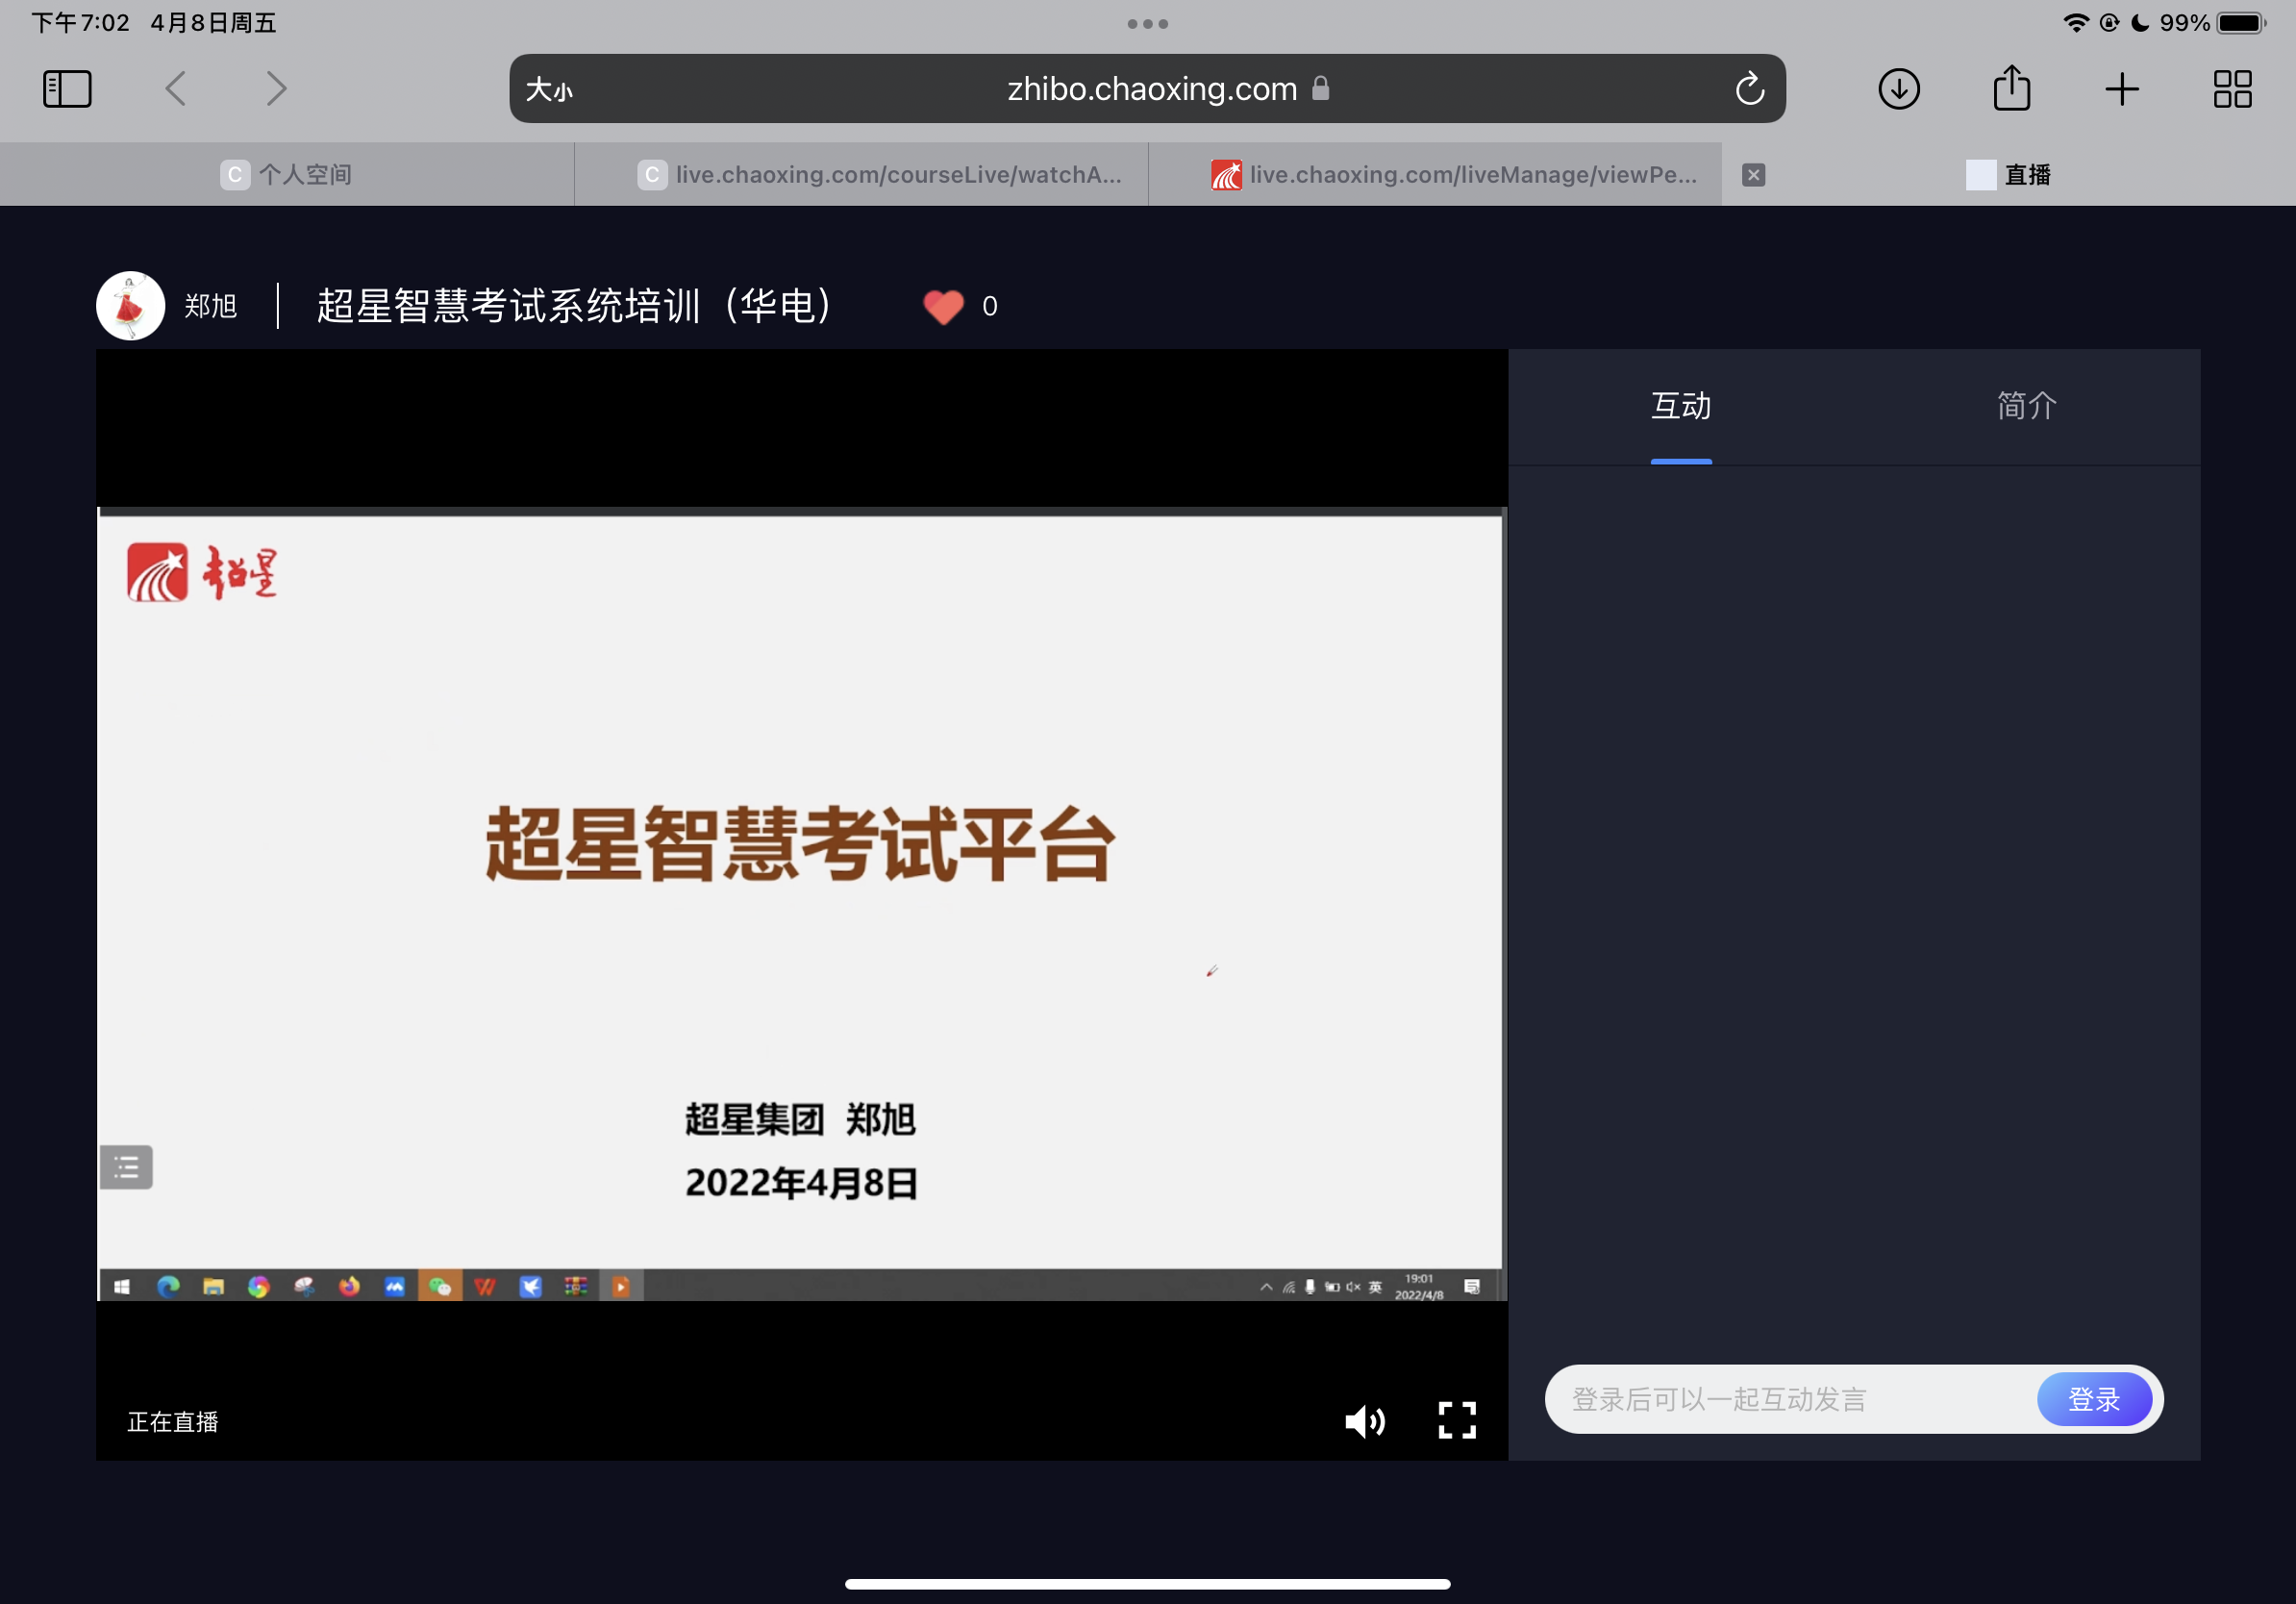 下午7:02 4月8日周五
99%
大小
zhibo.chaoxing.com
C 个人空间
C live.chaoxing.com/courseLive/watchA...
live.chaoxing.com/liveManage/viewPe...
直播
郑旭
超星智慧考试系统培训（华电）
0
互动
简介
超星
超星智慧考试平台
超星集团 郑旭
2022年4月8日
英
19:01
2022/4/8
登录后可以一起互动发言
登录
正在直播